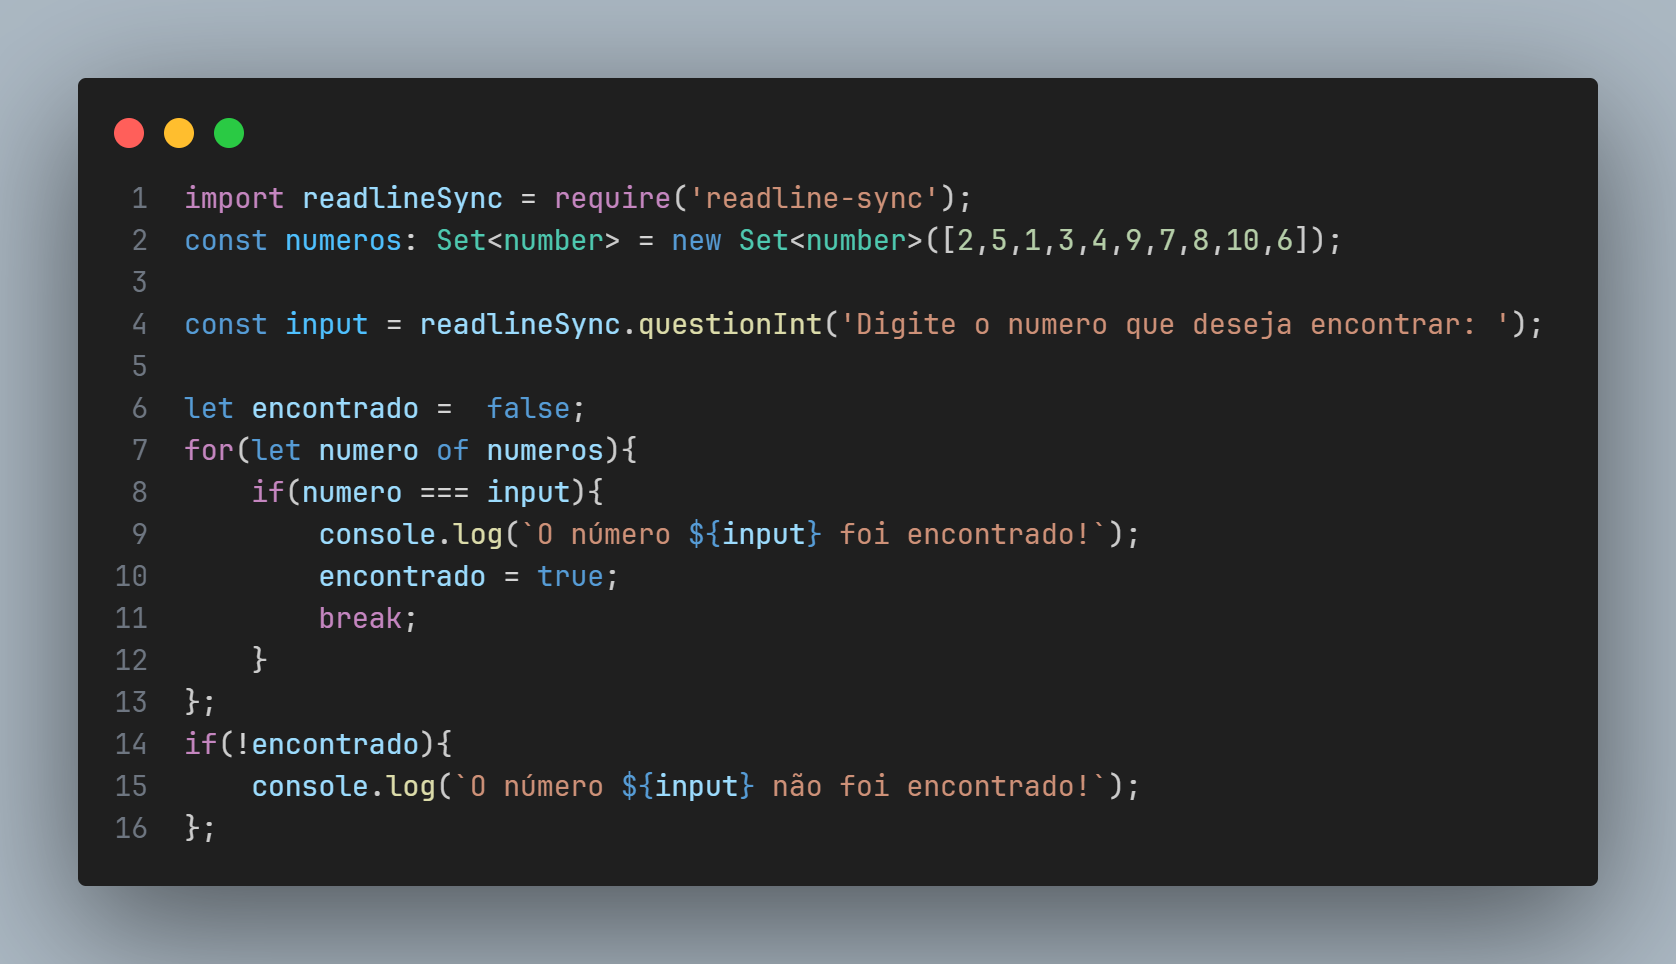 1 import readlineSync = require('readline-sync');
2 const numeros: Set<number> = new Set<number>([2,5,1,3,4,9,7,8,10,6]);
3
4 const input = readlineSync.questionInt('Digite o numero que deseja encontrar: ');
5
6 let encontrado =  false;
7 for(let numero of numeros){
8     if(numero === input){
9         console.log(`O número ${input} foi encontrado!`);
10         encontrado = true;
11         break;
12     }
13 };
14 if(!encontrado){
15     console.log(`O número ${input} não foi encontrado!`);
16 };